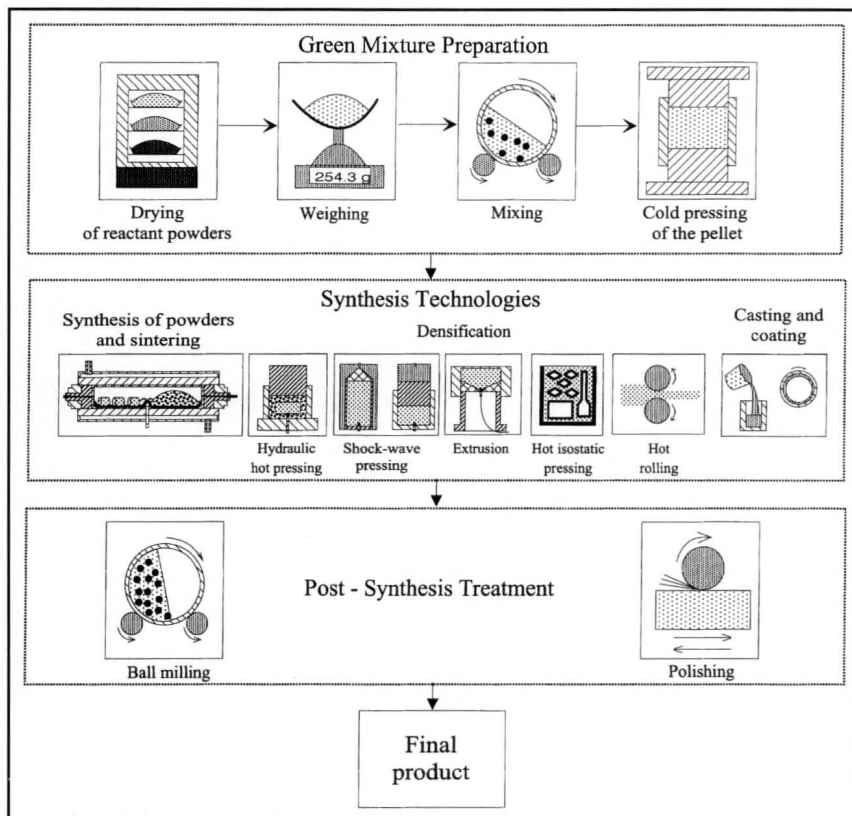 Green Mixture Preparation
254.3 g
Drying
of reactant powders
Weighing
Mixing
Cold pressing
of the pellet
Synthesis Technologies
Synthesis of powders
and sintering
Densification
Casting and
coating
Hydraulic
hot pressing
Shock-wave
pressing
Extrusion
Hot isostatic
pressing
Hot
rolling
Post - Synthesis Treatment
Ball milling
Polishing
Final
product